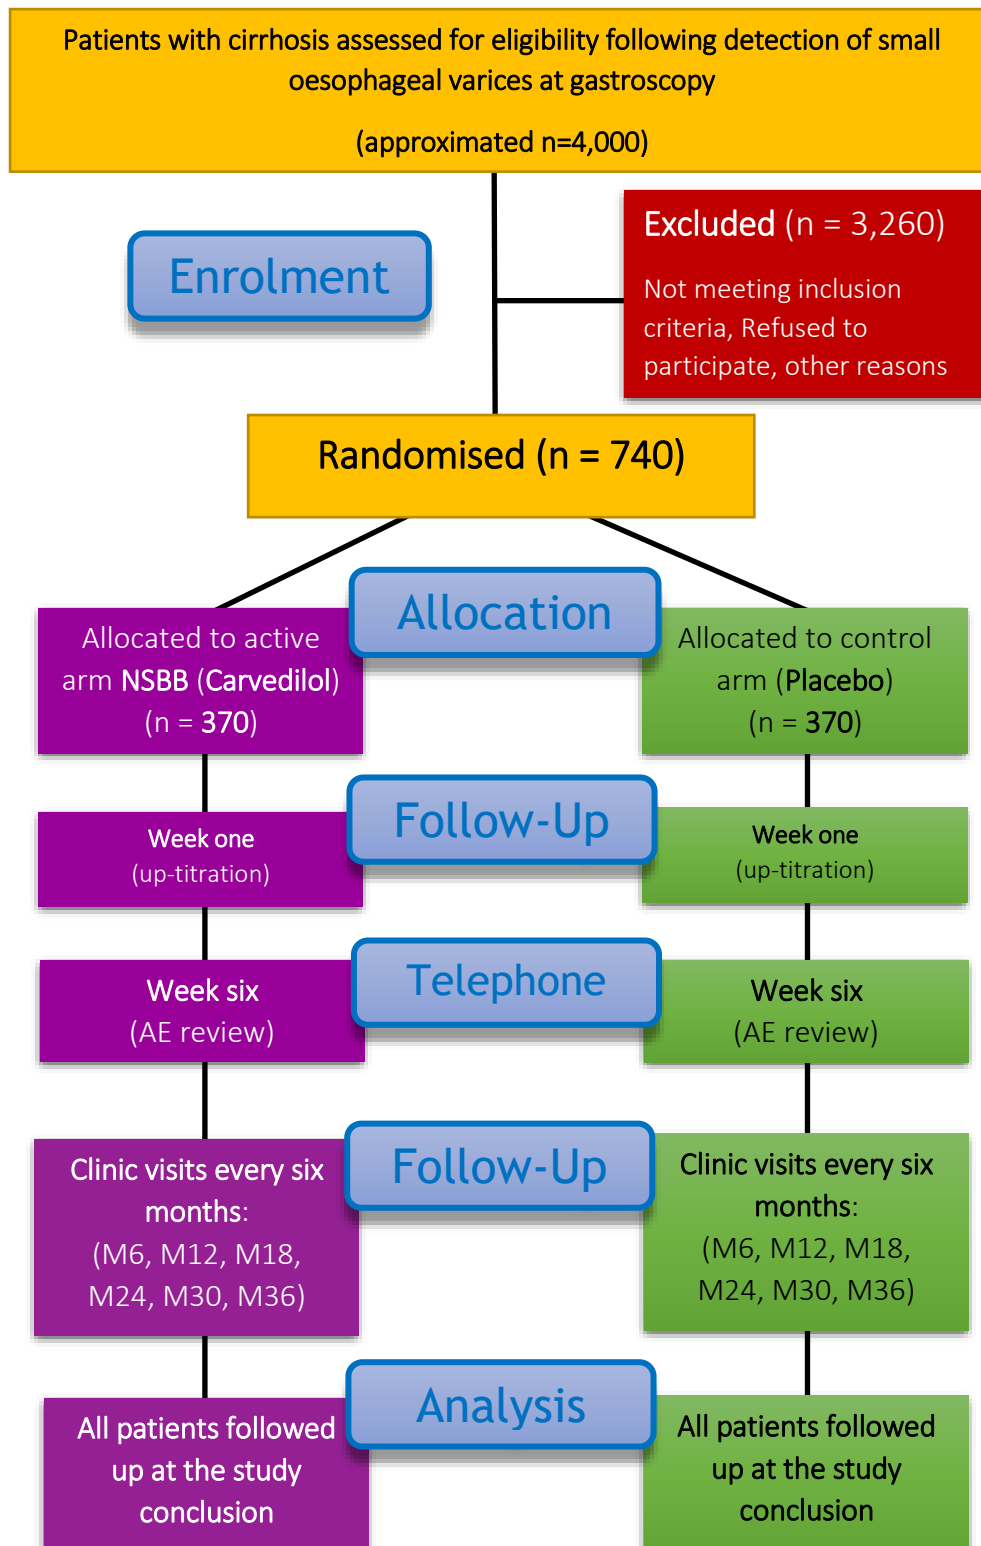 Patients with cirrhosis assessed for eligibility following detection of small
oesophageal varices at gastroscopy
(approximated n=4,000)
Enrolment
Excluded (n = 3,260)
Not meeting inclusion
criteria, Refused to
participate, other reasons
Randomised (n = 740)
Allocation
Allocated to active
arm NSBB (Carvedilol)
(n = 370)
Allocated to control
arm (Placebo)
(n = 370)
Follow-Up
Week one
(up-titration)
Week one
(up-titration)
Telephone
Week six
(AE review)
Week six
(AE review)
Follow-Up
Clinic visits every six
months:
(M6, M12, M18,
M24, M30, M36)
Clinic visits every six
months:
(M6, M12, M18,
M24, M30, M36)
Analysis
All patients followed
up at the study
conclusion
All patients followed
up at the study
conclusion